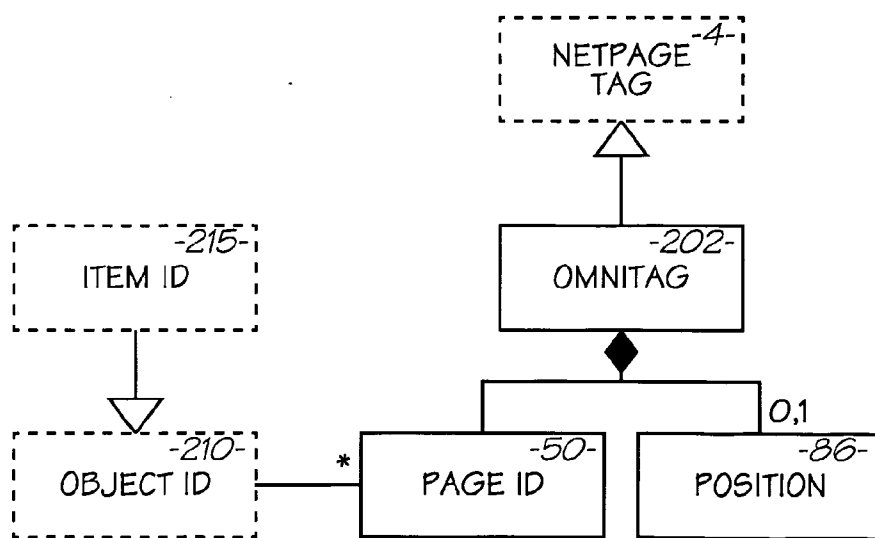 -4-
NETPAGE
TAG
-215-
ITEM ID
-202-
OMNITAG
0,1
-210-
OBJECT ID
*
-50-
PAGE ID
-86-
POSITION